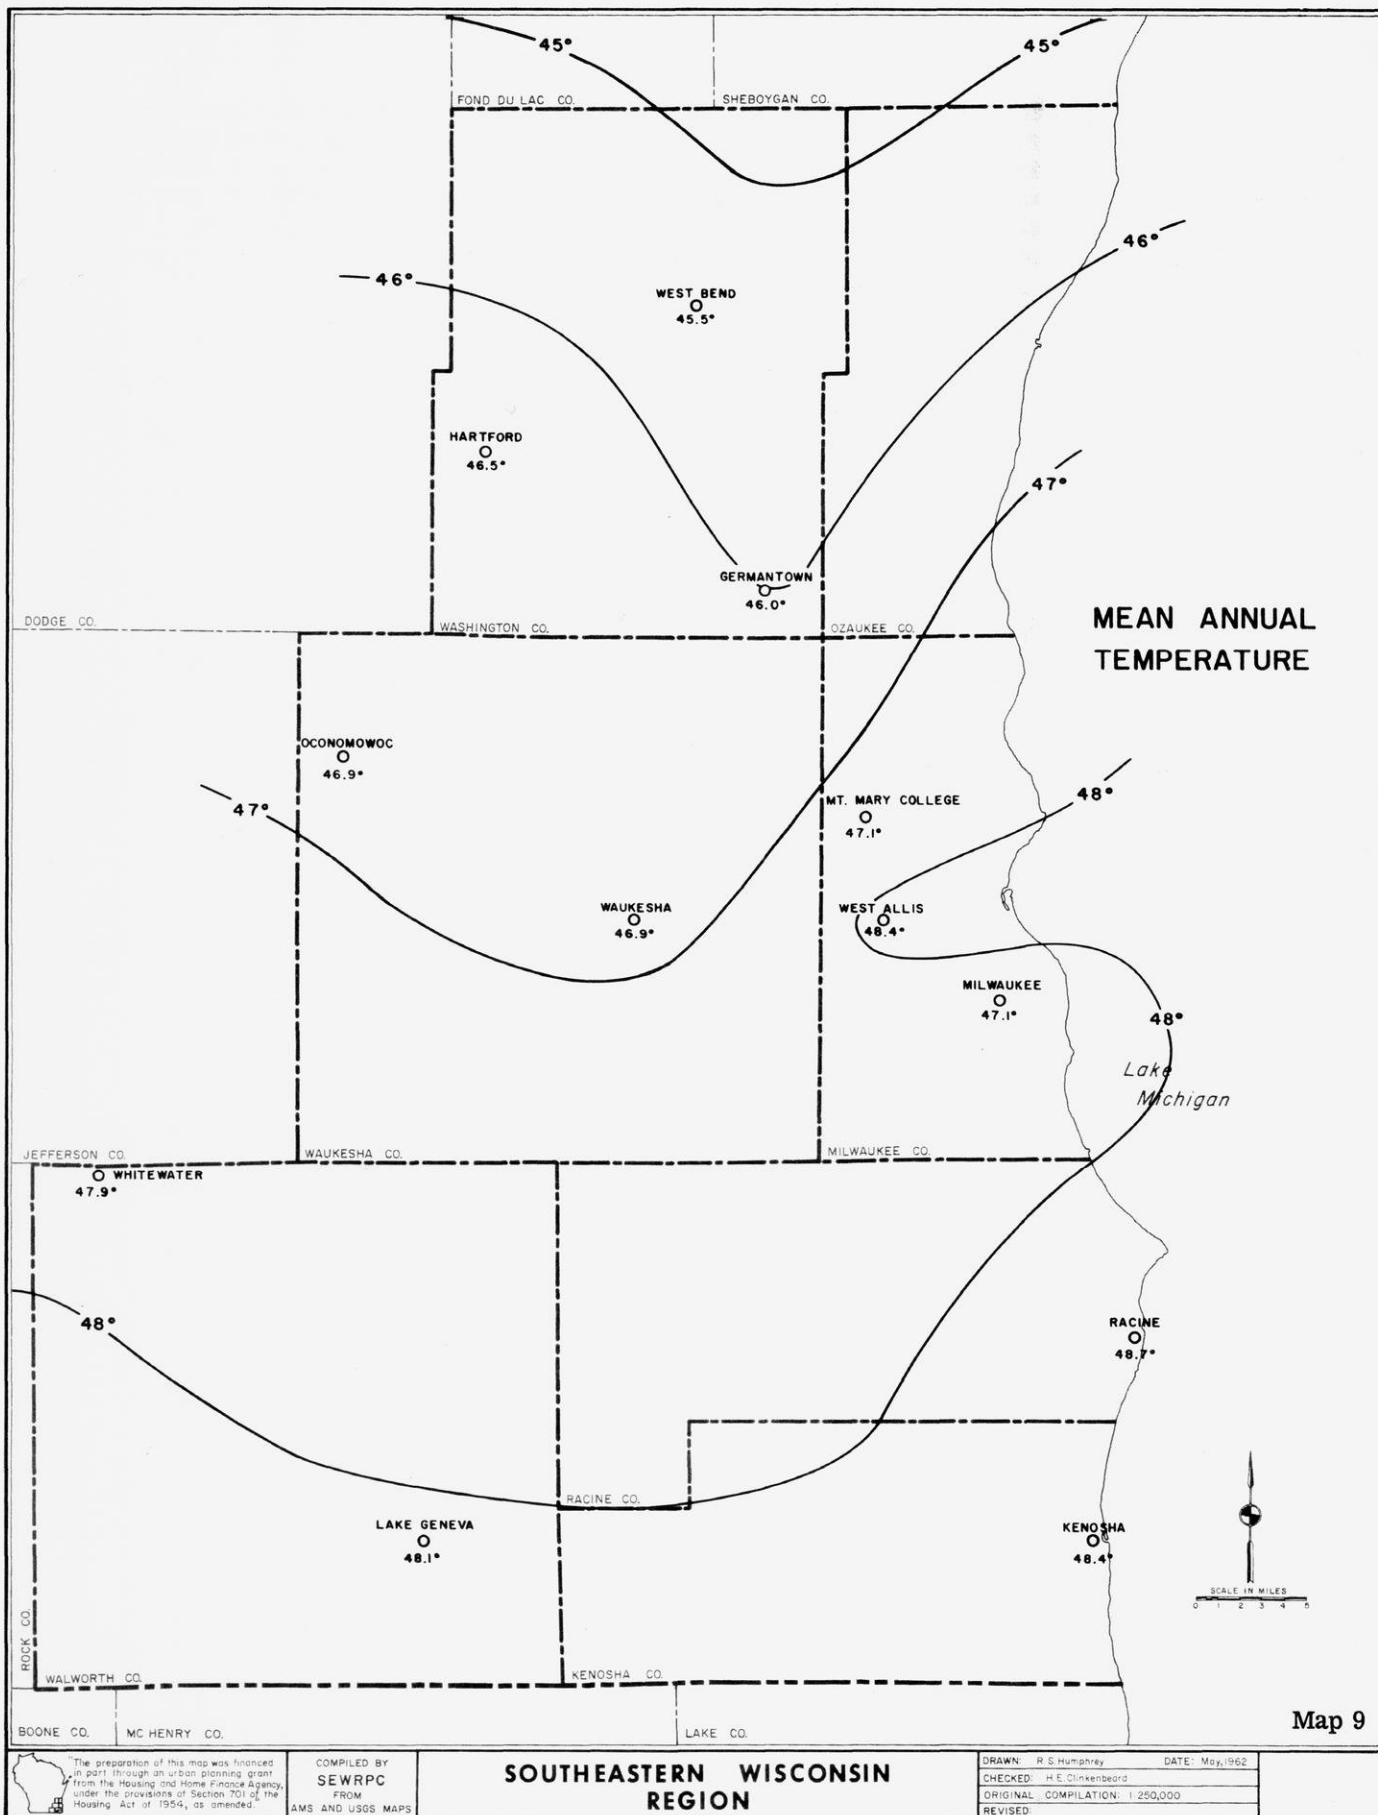 45°
45°
FOND DU LAC CO.
SHEBOYGAN CO.
46°
46°
WEST BEND
45.5°
HARTFORD
46.5°
47°
GERMANTOWN
46.0°
DODGE CO.
WASHINGTON CO.
OZAUKEE CO.
MEAN ANNUAL
TEMPERATURE
OCONOMOWOC
46.9°
47°
MT. MARY COLLEGE
47.1°
48°
WAUKESHA
46.9°
WEST ALLIS
48.4°
MILWAUKEE
47.1°
48°
Lake
Michigan
JEFFERSON CO.
WAUKESHA CO.
MILWAUKEE CO.
WHITEWATER
47.9°
48°
RACINE
48.7°
RACINE CO.
LAKE GENEVA
48.1°
KENOSHA
48.4°
SCALE IN MILES
0 1 2 3 4 5
ROCK CO.
WALWORTH CO.
KENOSHA CO.
BOONE CO.
MC HENRY CO.
LAKE CO.
Map 9
"The preparation of this map was financed
in part through an urban planning grant
from the Housing and Home Finance Agency,
under the provisions of Section 701 of the
Housing Act of 1954, as amended."
COMPILED BY
SEWRPC
FROM
AMS AND USGS MAPS
SOUTHEASTERN WISCONSIN
REGION
DRAWN: R.S.Humphrey DATE: May,1962
CHECKED: H.E.Clinkenbeard
ORIGINAL COMPILATION: 1:250,000
REVISED: